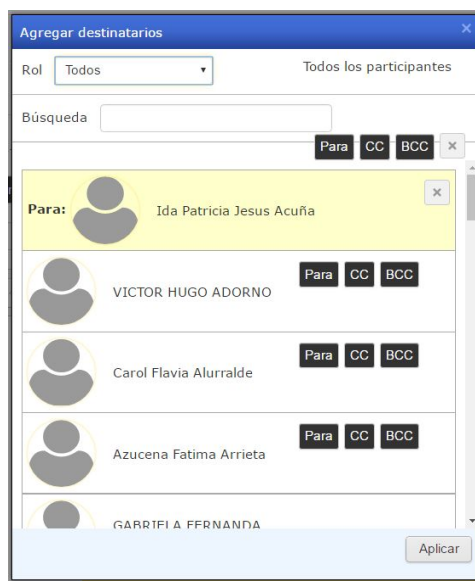 Agregar destinatarios ×
Rol Todos Todos los participantes
Búsqueda
Para CC BCC ×
Para: Ida Patricia Jesus Acuña ×
Para CC BCC
VICTOR HUGO ADORNO
Para CC BCC
Carol Flavia Alurralde
Para CC BCC
Azucena Fatima Arrieta
GABRIELA FERNANDA
Aplicar